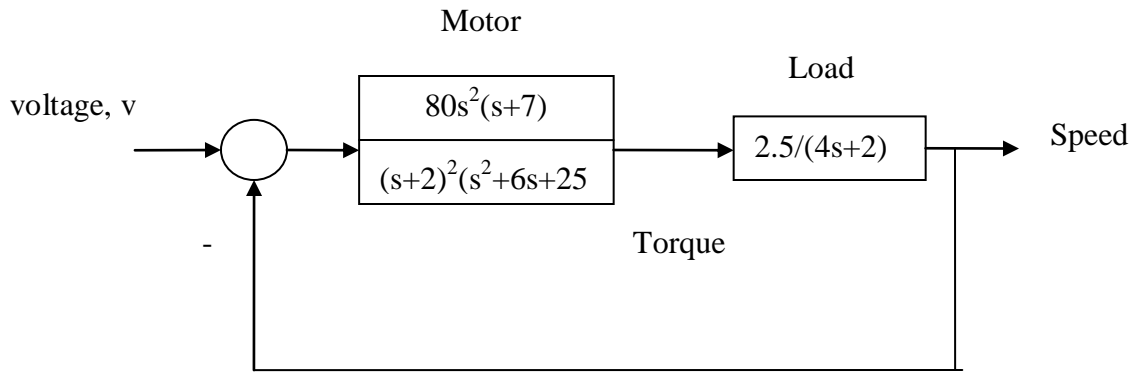 Motor
Load
voltage, v
80s²(s+7)
(s+2)²(s²+6s+25
2.5/(4s+2)
Speed
-
Torque